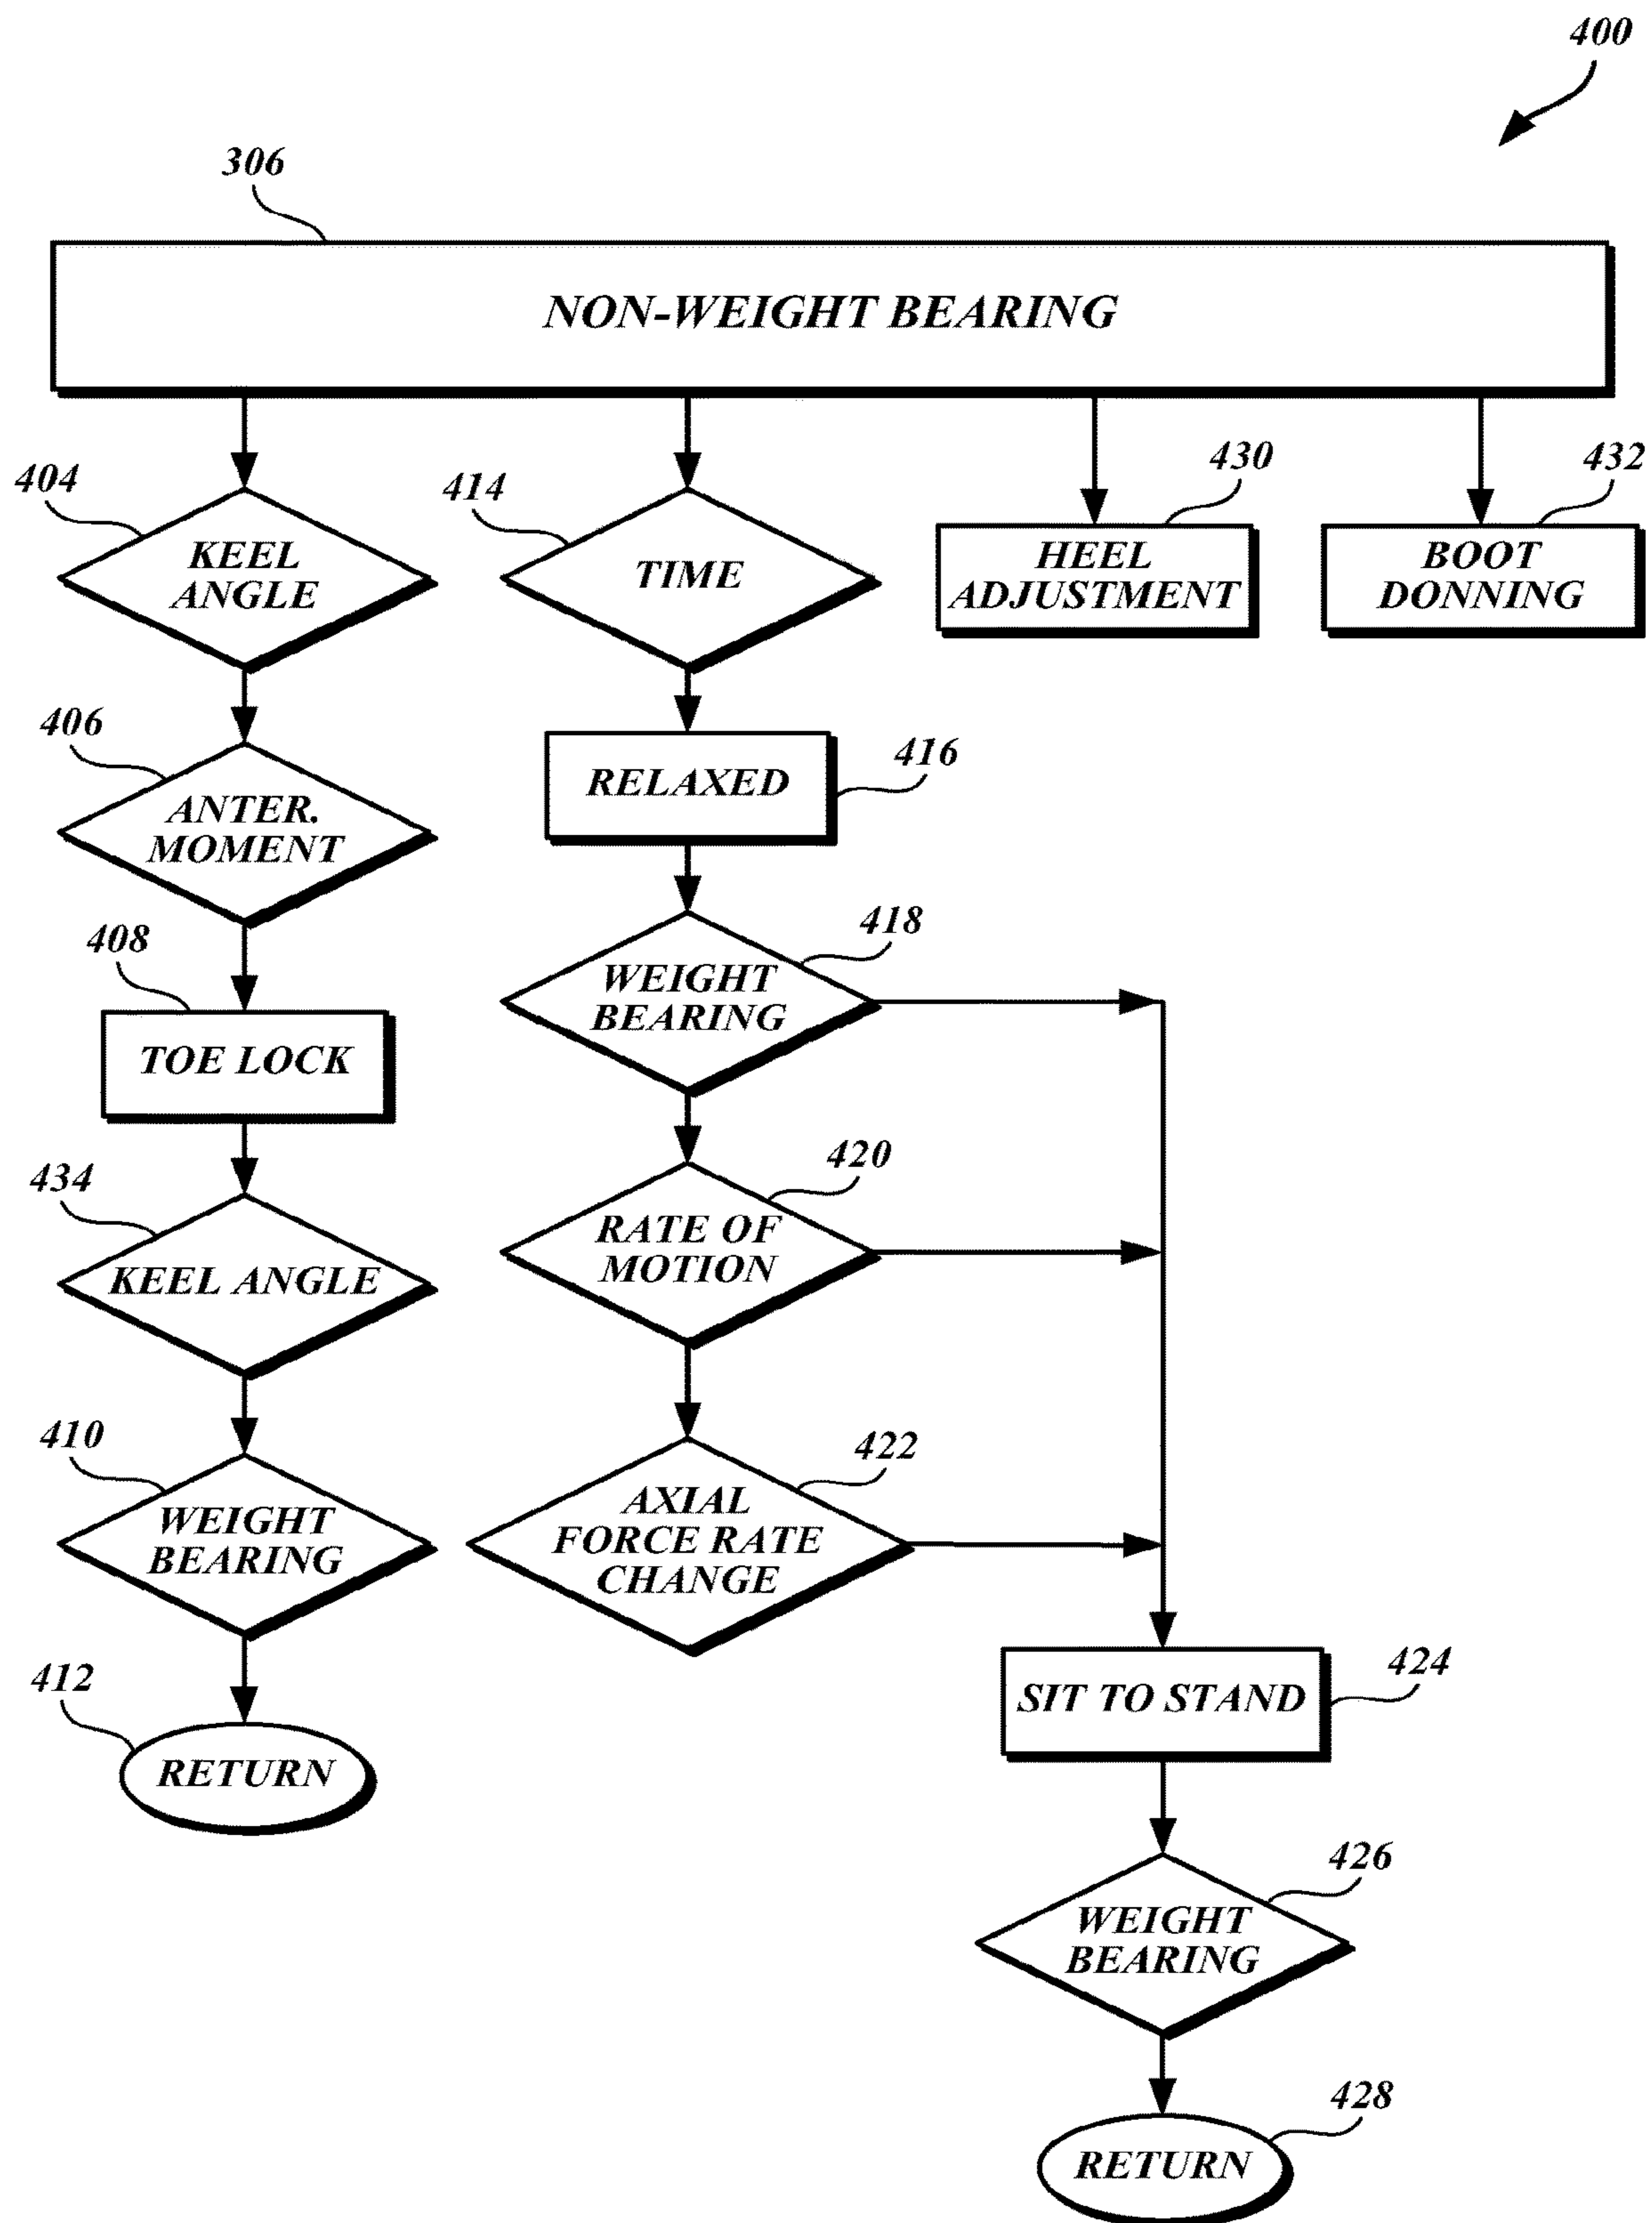 400
306
NON-WEIGHT BEARING
404
KEEL
ANGLE
414
TIME
430
HEEL
ADJUSTMENT
432
BOOT
DONNING
406
ANTER.
MOMENT
RELAXED
416
408
TOE LOCK
418
WEIGHT
BEARING
434
KEEL ANGLE
420
RATE OF
MOTION
410
WEIGHT
BEARING
422
AXIAL
FORCE RATE
CHANGE
412
RETURN
SIT TO STAND
424
426
WEIGHT
BEARING
428
RETURN